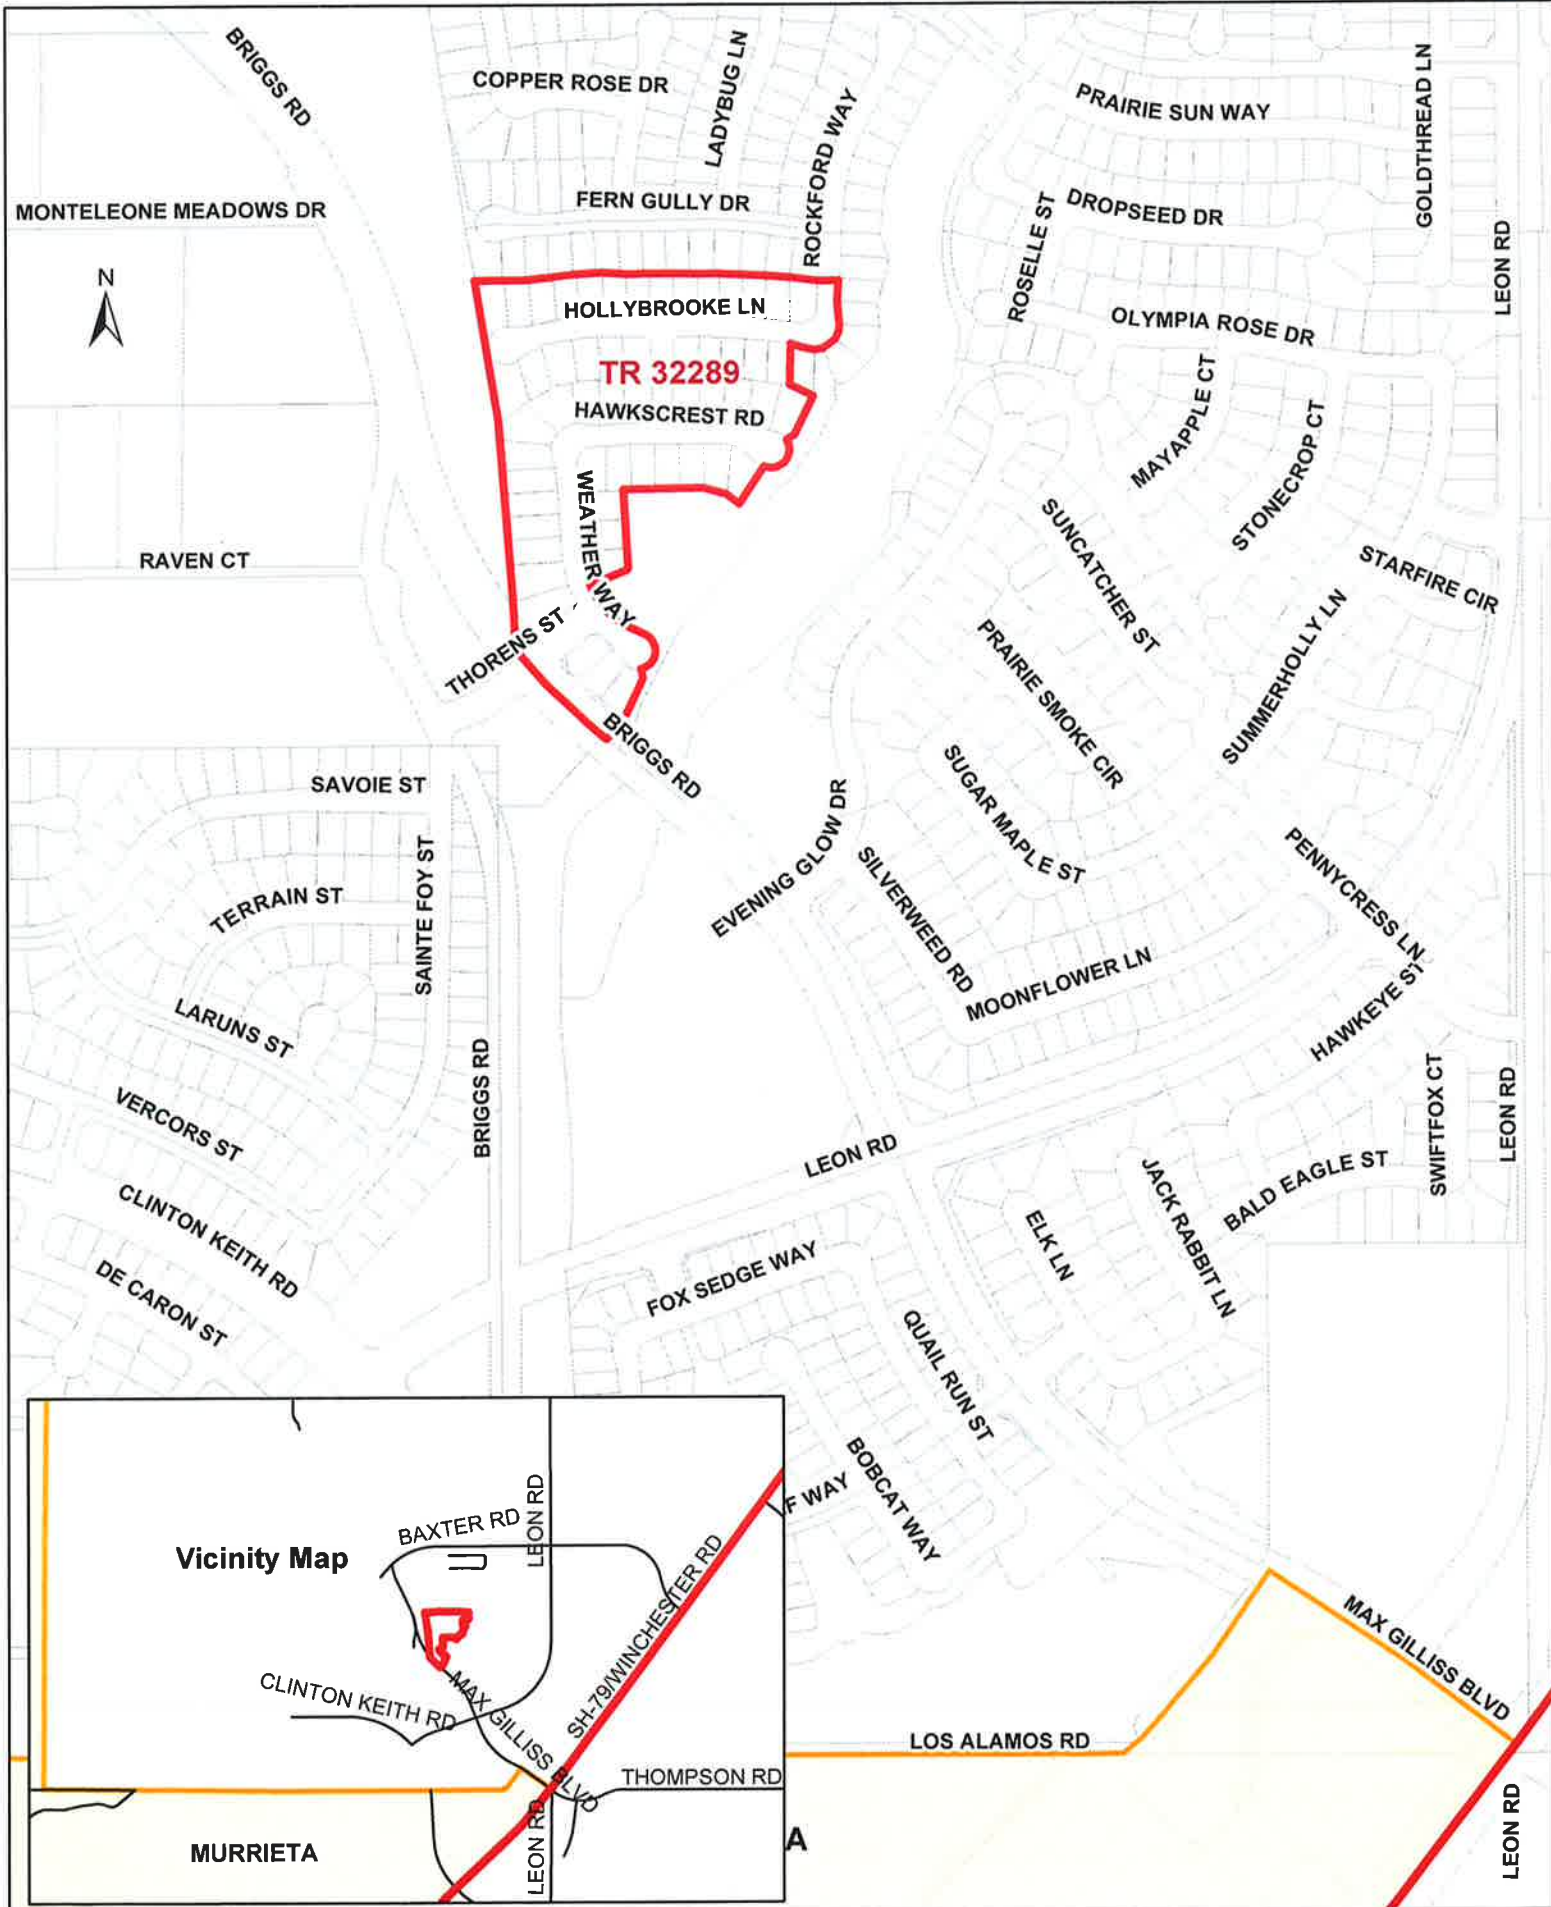 BRIGGS RD
COPPER ROSE DR
LADYBUG LN
ROCKFORD WAY
PRAIRIE SUN WAY
GOLDTHREAD LN
MONTELEONE MEADOWS DR
FERN GULLY DR
ROSELLE ST
DROPSEED DR
LEON RD
N
HOLLYBROOKE LN
OLYMPIA ROSE DR
TR 32289
HAWKSCREST RD
MAYAPPLE CT
STONECROP CT
WEATHER WAY
SUNCATCHER ST
STARFIRE CIR
RAVEN CT
THORENS ST
PRAIRIE SMOKE CIR
SUMMERHOLLY LN
BRIGGS RD
SAVOIE ST
SUGAR MAPLE ST
EVENING GLOW DR
SILVERWEED RD
PENNYCRESS LN
TERRAIN ST
SAINTE FOY ST
MOONFLOWER LN
HAWKEYE ST
LARUNS ST
BRIGGS RD
VERCORS ST
SWIFTFOX CT
LEON RD
LEON RD
JACK RABBIT LN
BALD EAGLE ST
CLINTON KEITH RD
ELK LN
FOX SEDGE WAY
DE CARON ST
QUAIL RUN ST
BOBCAT WAY
F WAY
Vicinity Map
BAXTER RD
LEON RD
SH-79/WINCHESTER RD
CLINTON KEITH RD
MAX GILLISS BLVD
THOMPSON RD
LEON RD
MURRIETA
A
MAX GILLISS BLVD
LOS ALAMOS RD
LEON RD